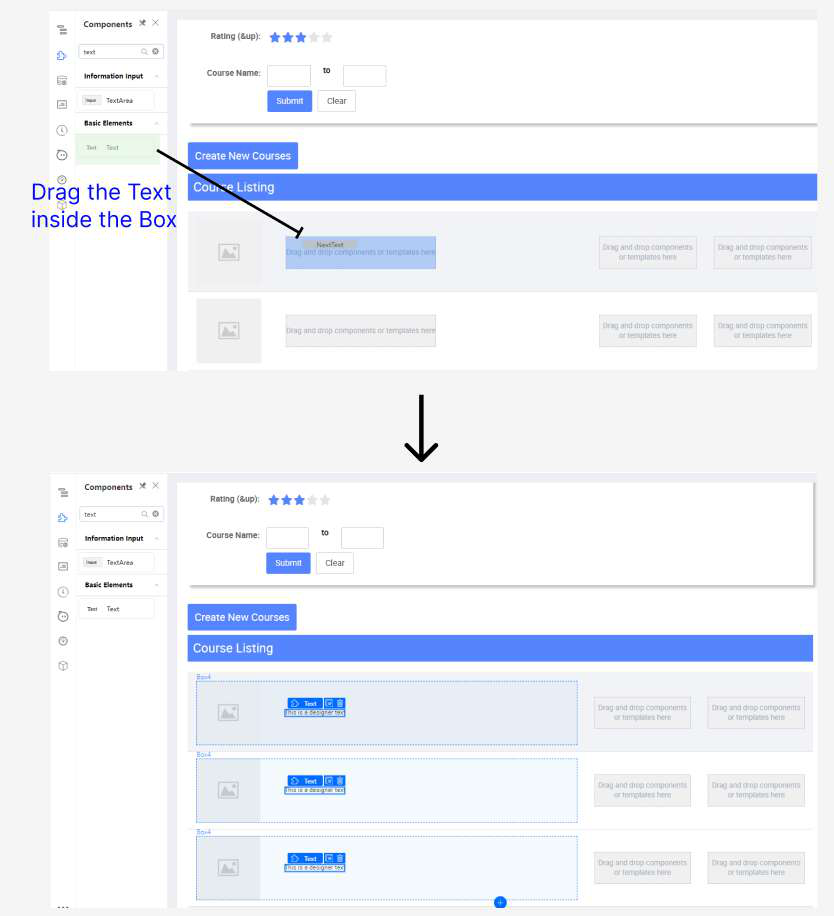 Components
text
Information Input
Input TextArea
Basic Elements
Text Text
Drag the Text
inside the Box
Rating (&up):
Course Name:
to
Submit
Clear
Create New Courses
Course Listing
NextText
Drag and drop components or templates here
Drag and drop components
or templates here
Drag and drop components
or templates here
Drag and drop components or templates here
Drag and drop components
or templates here
Drag and drop components
or templates here
Components
text
Information Input
Input TextArea
Basic Elements
Text Text
Rating (&up):
Course Name:
to
Submit
Clear
Create New Courses
Course Listing
Box4
Text
This is a designer text
Drag and drop components
or templates here
Drag and drop components
or templates here
Box4
Text
This is a designer text
Drag and drop components
or templates here
Drag and drop components
or templates here
Box4
Text
This is a designer text
Drag and drop components
or templates here
Drag and drop components
or templates here